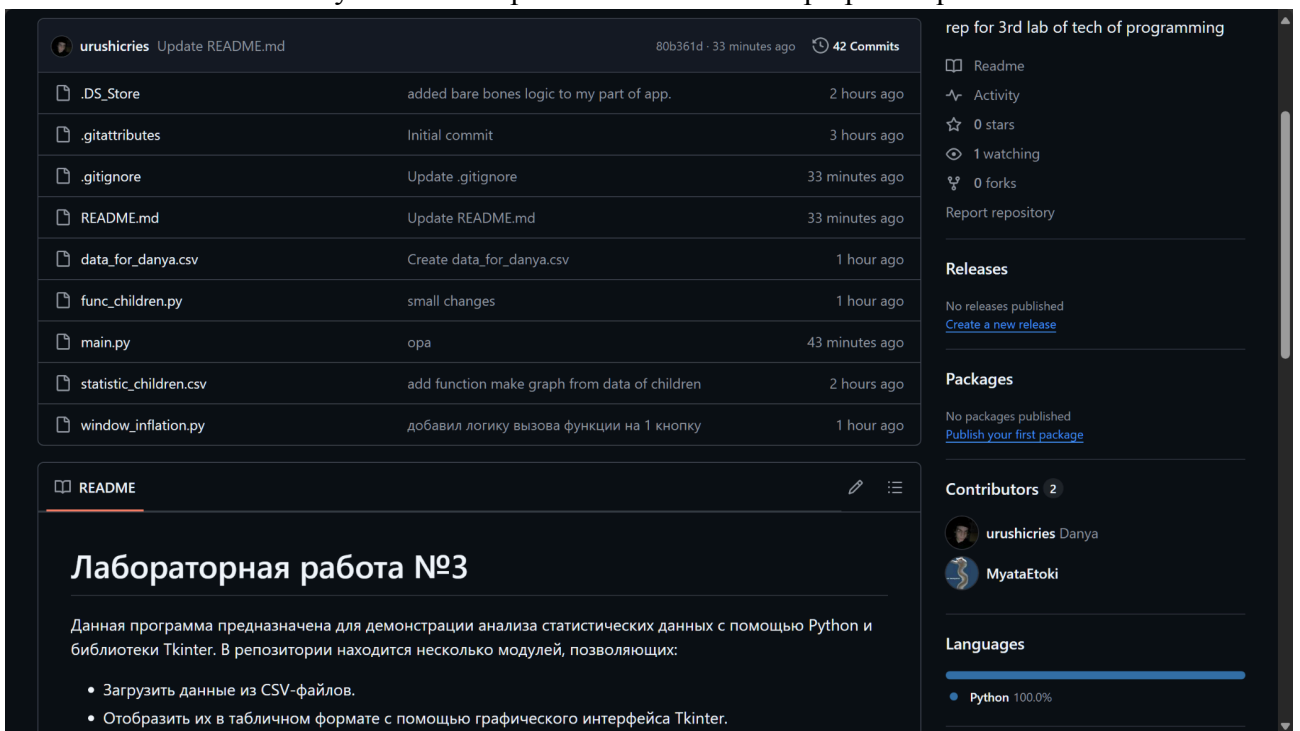 urushicries Update README.md 80b361d · 33 minutes ago 42 Commits
.DS_Store added bare bones logic to my part of app. 2 hours ago
.gitattributes Initial commit 3 hours ago
.gitignore Update .gitignore 33 minutes ago
README.md Update README.md 33 minutes ago
data_for_danya.csv Create data_for_danya.csv 1 hour ago
func_children.py small changes 1 hour ago
main.py opa 43 minutes ago
statistic_children.csv add function make graph from data of children 2 hours ago
window_inflation.py добавил логику вызова функции на 1 кнопку 1 hour ago
README
Лабораторная работа №3
Данная программа предназначена для демонстрации анализа статистических данных с помощью Python и
библиотеки Tkinter. В репозитории находится несколько модулей, позволяющих:
• Загрузить данные из CSV-файлов.
• Отобразить их в табличном формате с помощью графического интерфейса Tkinter.
rep for 3rd lab of tech of programming
Readme
Activity
0 stars
1 watching
0 forks
Report repository
Releases
No releases published
Create a new release
Packages
No packages published
Publish your first package
Contributors 2
urushicries Danya
MyataEtoki
Languages
Python 100.0%